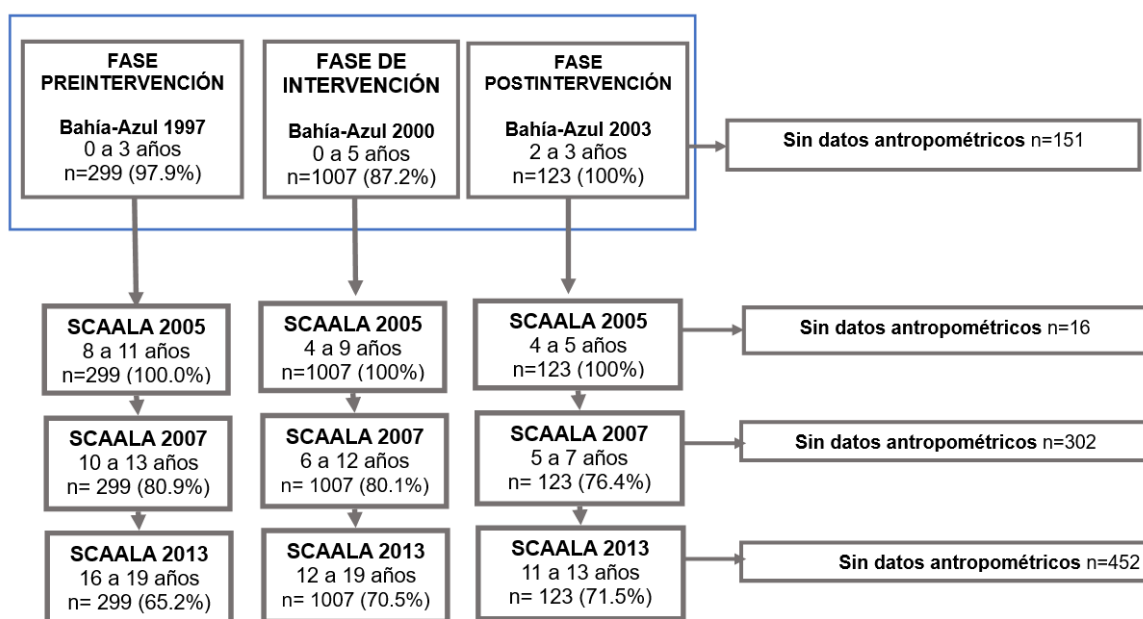 FASE
PREINTERVENCIÓN
Bahía-Azul 1997
0 a 3 años
n=299 (97.9%)
FASE DE
INTERVENCIÓN
Bahía-Azul 2000
0 a 5 años
n=1007 (87.2%)
FASE
POSTINTERVENCIÓN
Bahía-Azul 2003
2 a 3 años
n=123 (100%)
Sin datos antropométricos n=151
SCAALA 2005
8 a 11 años
n=299 (100.0%)
SCAALA 2005
4 a 9 años
n=1007 (100%)
SCAALA 2005
4 a 5 años
n=123 (100%)
Sin datos antropométricos n=16
SCAALA 2007
10 a 13 años
n= 299 (80.9%)
SCAALA 2007
6 a 12 años
n= 1007 (80.1%)
SCAALA 2007
5 a 7 años
n= 123 (76.4%)
Sin datos antropométricos n=302
SCAALA 2013
16 a 19 años
n= 299 (65.2%)
SCAALA 2013
12 a 19 años
n= 1007 (70.5%)
SCAALA 2013
11 a 13 años
n= 123 (71.5%)
Sin datos antropométricos n=452